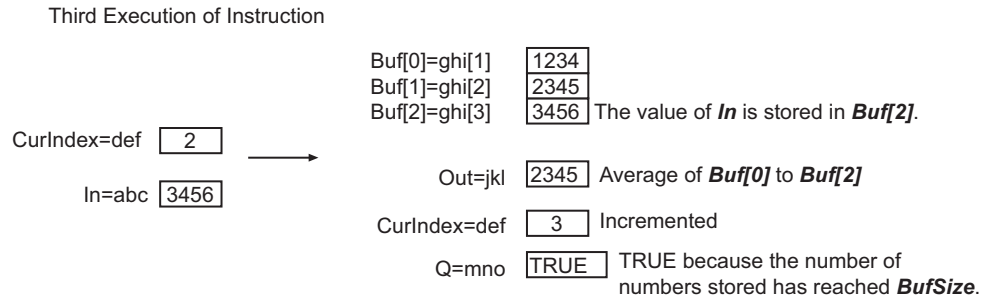 Third Execution of Instruction
Buf[0]=ghi[1] 1234
Buf[1]=ghi[2] 2345
Buf[2]=ghi[3] 3456 The value of In is stored in Buf[2].
CurIndex=def 2
In=abc 3456
Out=jkl 2345 Average of Buf[0] to Buf[2]
CurIndex=def 3 Incremented
Q=mno TRUE TRUE because the number of
numbers stored has reached BufSize.